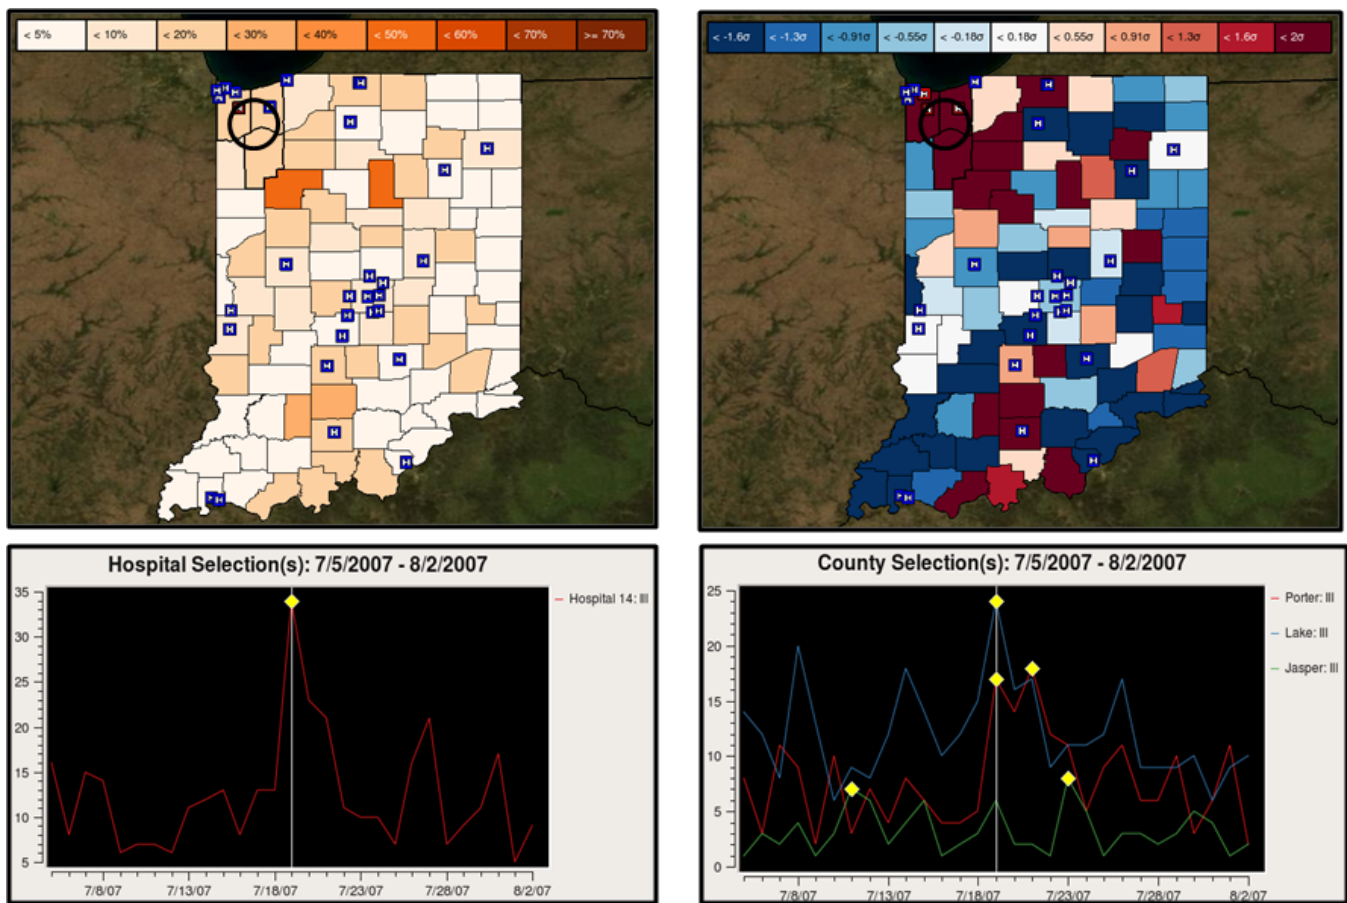 < 5% < 10% < 20% < 30% < 40% < 50% < 60% < 70% >= 70%
< -1.6σ < -1.3σ < -0.91σ < -0.55σ < -0.18σ < 0.18σ < 0.55σ < 0.91σ < 1.3σ < 1.6σ < 2σ
Hospital Selection(s): 7/5/2007 - 8/2/2007
35
30
25
20
15
10
5
7/8/07 7/13/07 7/18/07 7/23/07 7/28/07 8/2/07
Hospital 14: III
County Selection(s): 7/5/2007 - 8/2/2007
25
20
15
10
5
0
7/8/07 7/13/07 7/18/07 7/23/07 7/28/07 8/2/07
Porter: III
Lake: III
Jasper: III